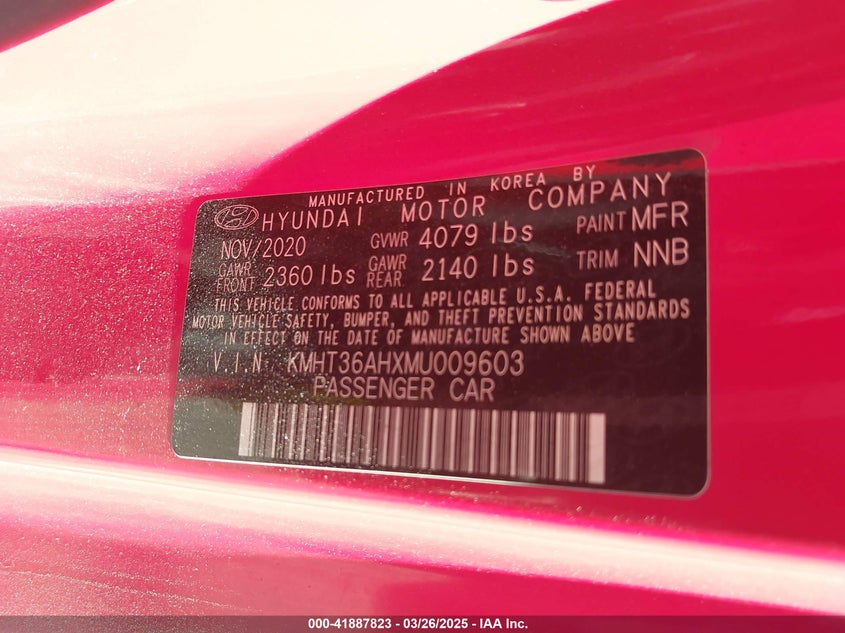 MANUFACTURED IN KOREA BY
HYUNDAI MOTOR COMPANY
NOV/2020 GVWR 4079 lbs PAINT MFR
GAWR FRONT 2360 lbs GAWR REAR 2140 lbs TRIM NNB
THIS VEHICLE CONFORMS TO ALL APPLICABLE U.S.A. FEDERAL
MOTOR VEHICLE SAFETY, BUMPER, AND THEFT PREVENTION STANDARDS
IN EFFECT ON THE DATE OF MANUFACTURE SHOWN ABOVE
V.I.N. KMHT36AHXMU009603
PASSENGER CAR
000-41887823 - 03/26/2025 - IAA Inc.